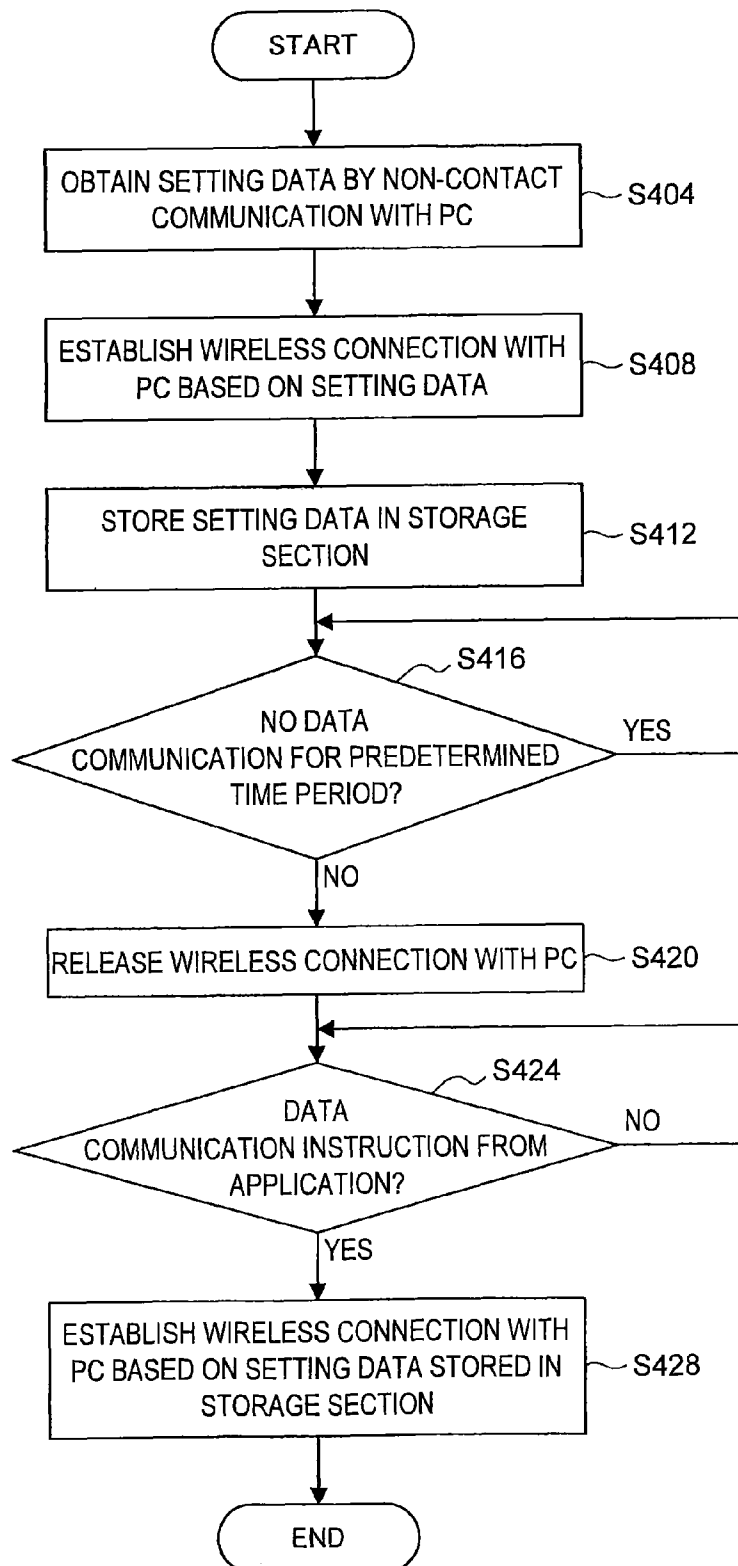 START
OBTAIN SETTING DATA BY NON-CONTACT
COMMUNICATION WITH PC
S404
ESTABLISH WIRELESS CONNECTION WITH
PC BASED ON SETTING DATA
S408
STORE SETTING DATA IN STORAGE
SECTION
S412
S416
NO DATA
COMMUNICATION FOR PREDETERMINED
TIME PERIOD?
YES
NO
RELEASE WIRELESS CONNECTION WITH PC
S420
S424
DATA
COMMUNICATION INSTRUCTION FROM
APPLICATION?
NO
YES
ESTABLISH WIRELESS CONNECTION WITH
PC BASED ON SETTING DATA STORED IN
STORAGE SECTION
S428
END